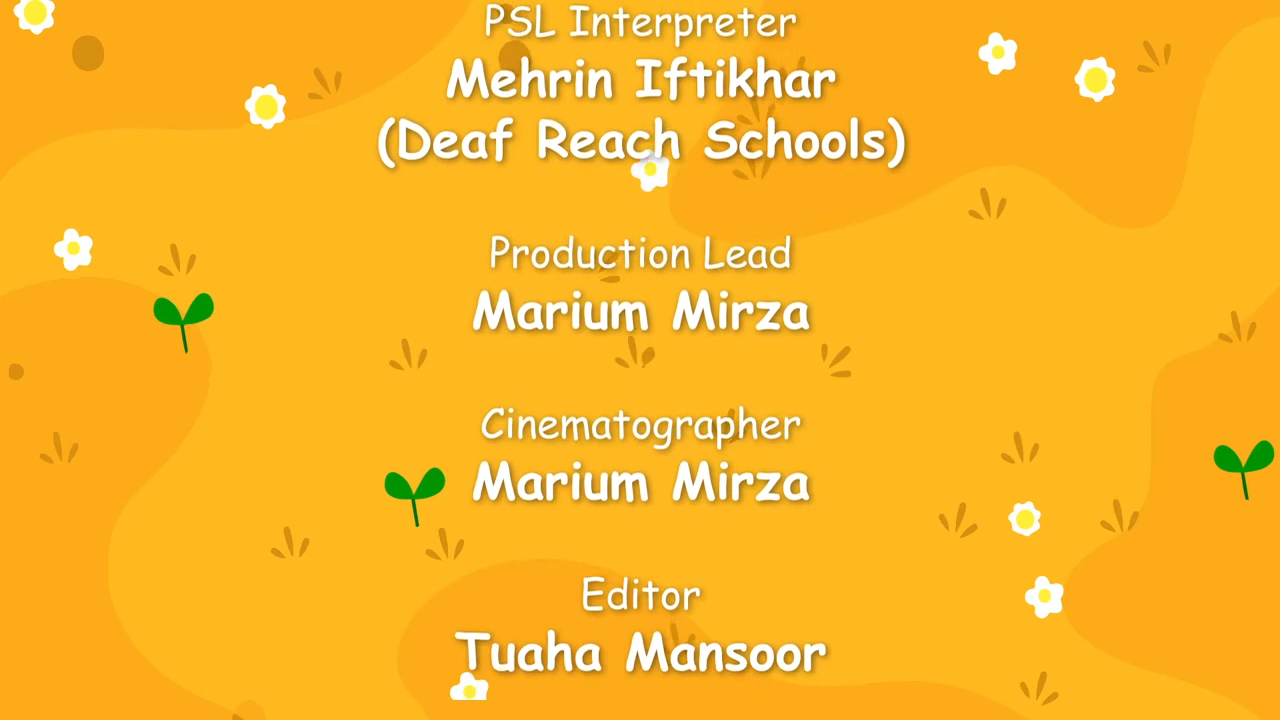 PSL Interpreter
Mehrin Iftikhar
(Deaf Reach Schools)
Production Lead
Marium Mirza
Cinematographer
Marium Mirza
Editor
Tuaha Mansoor